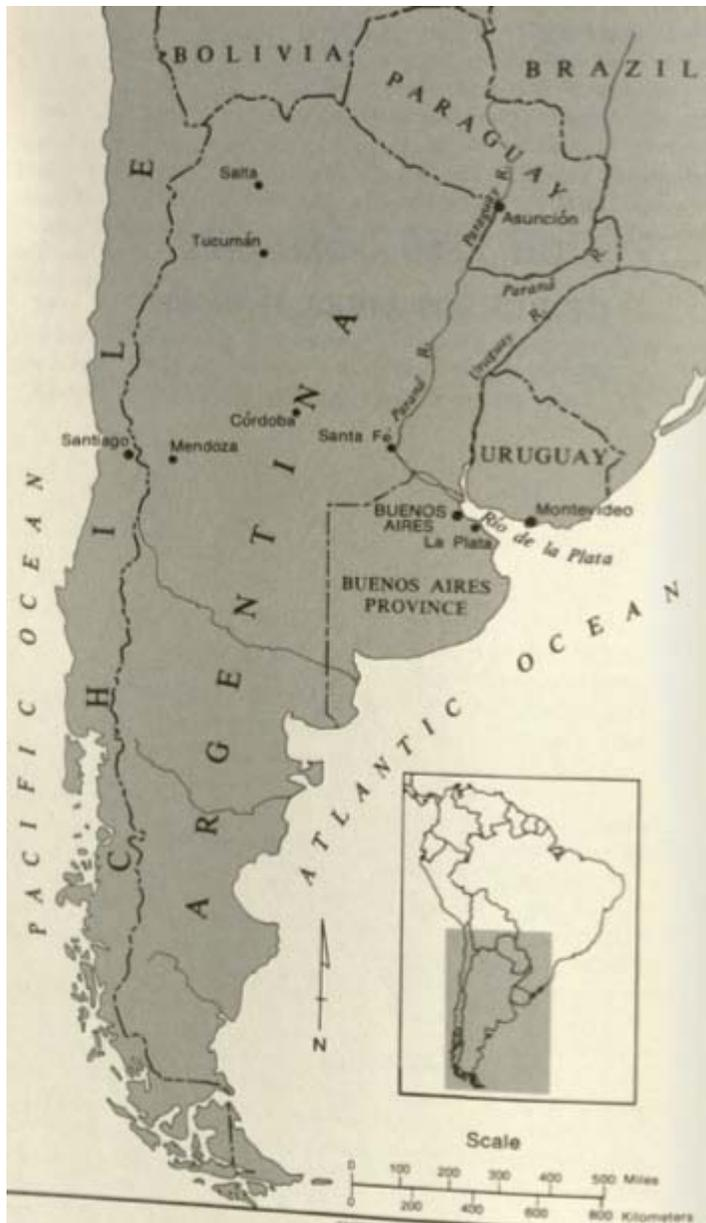 BOLIVIA
PARAGUAY
BRAZIL
CHILE
ARGENTINA
Salta
Tucumán
Paraguay R.
Asunción
Paraná R.
Uruguay R.
Paraná R.
Córdoba
Santiago
Mendoza
Santa Fé
URUGUAY
BUENOS
AIRES
Montevideo
La Plata
Río de la Plata
BUENOS AIRES
PROVINCE
PACIFIC OCEAN
ATLANTIC OCEAN
N
Scale
0 100 200 300 400 500 Miles
200 400 600 800 Kilometers